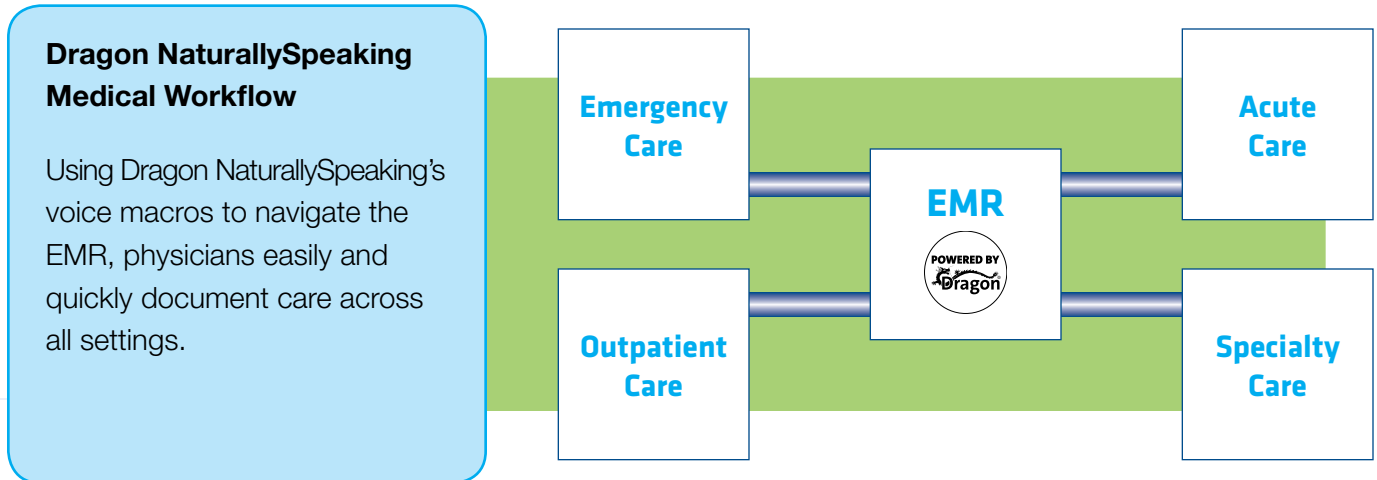 Dragon NaturallySpeaking
Medical Workflow
Using Dragon NaturallySpeaking’s
voice macros to navigate the
EMR, physicians easily and
quickly document care across
all settings.
Emergency
Care
Outpatient
Care
EMR
POWERED BY
Dragon®
Acute
Care
Specialty
Care